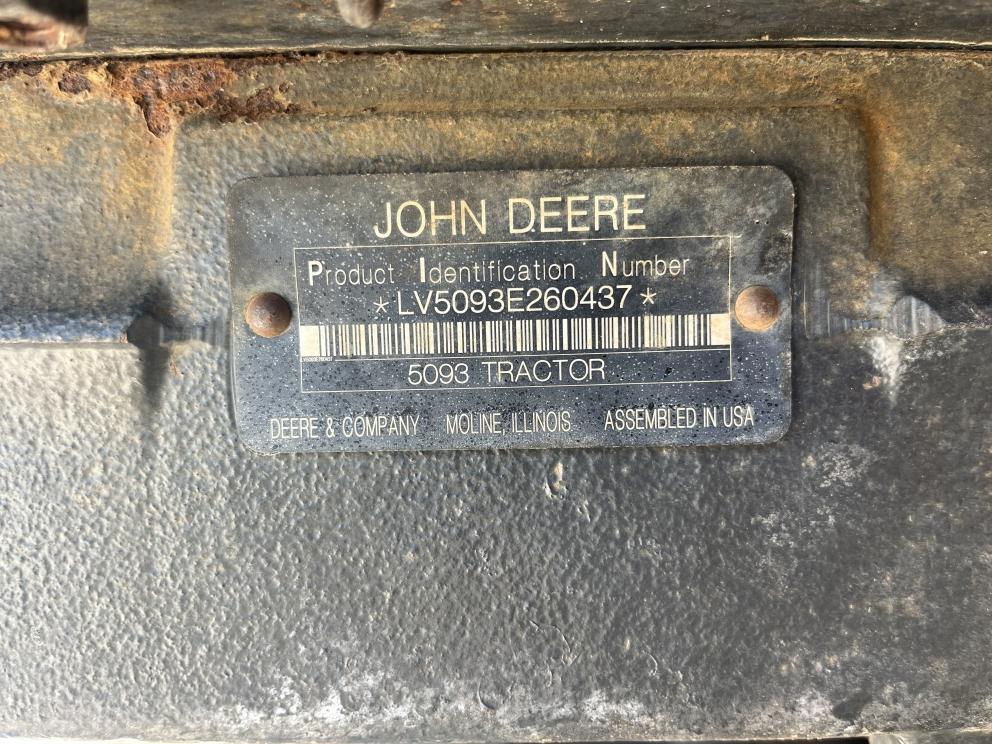 JOHN DEERE
Product Identification Number
*LV5093E260437*
5093 TRACTOR
DEERE & COMPANY MOLINE, ILLINOIS ASSEMBLED IN USA